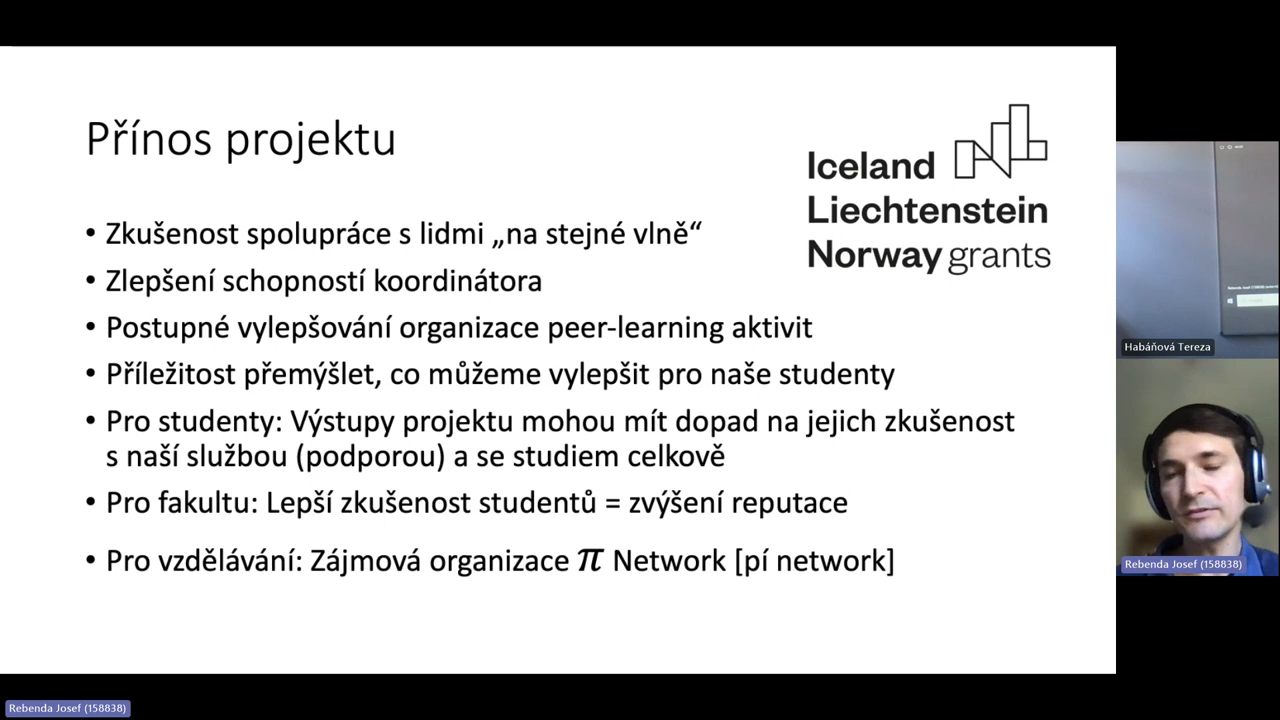 Přínos projektu
Iceland
Liechtenstein
Norway grants
• Zkušenost spolupráce s lidmi „na stejné vlně“
• Zlepšení schopností koordinátora
• Postupné vylepšování organizace peer-learning aktivit
• Příležitost přemýšlet, co můžeme vylepšit pro naše studenty
• Pro studenty: Výstupy projektu mohou mít dopad na jejich zkušenost
s naší službou (podporou) a se studiem celkově
• Pro fakultu: Lepší zkušenost studentů = zvýšení reputace
• Pro vzdělávání: Zájmová organizace π Network [pí network]
Habáňová Tereza
Rebenda Josef (158838)
Rebenda Josef (158838)